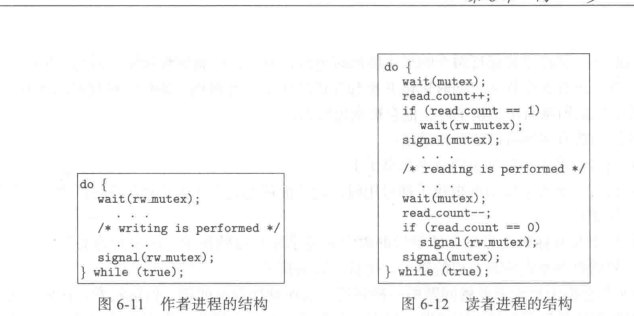 do {
wait(rw_mutex);
. . .
/* writing is performed */
. . .
signal(rw_mutex);
} while (true);
图 6-11 作者进程的结构
do {
wait(mutex);
read_count++;
if (read_count == 1)
wait(rw_mutex);
signal(mutex);
. . .
/* reading is performed */
. . .
wait(mutex);
read_count--;
if (read_count == 0)
signal(rw_mutex);
signal(mutex);
} while (true);
图 6-12 读者进程的结构